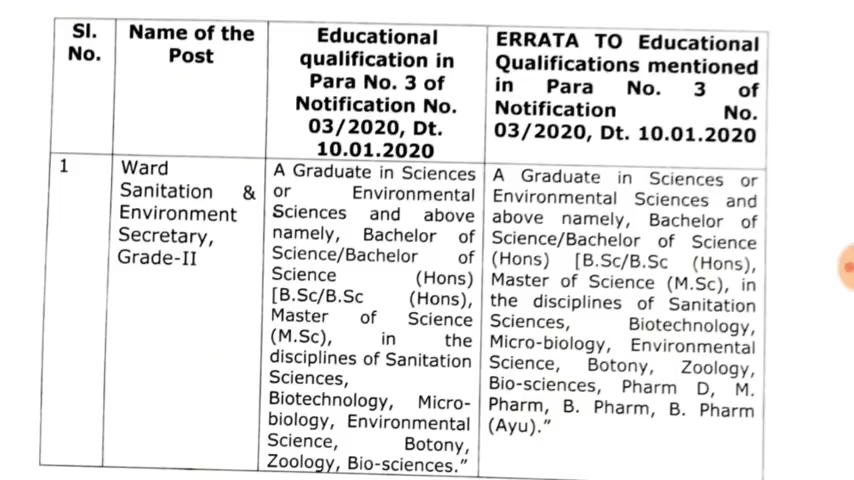 Sl. No.
Name of the Post
Educational qualification in Para No. 3 of Notification No. 03/2020, Dt. 10.01.2020
ERRATA TO Educational Qualifications mentioned in Para No. 3 of Notification No. 03/2020, Dt. 10.01.2020
1
Ward
Sanitation &
Environment
Secretary,
Grade-II
A Graduate in Sciences
or Environmental
Sciences and above
namely, Bachelor of
Science/Bachelor of
Science (Hons)
[B.Sc/B.Sc (Hons),
Master of Science
(M.Sc), in the
disciplines of Sanitation
Sciences,
Biotechnology, Micro-
biology, Environmental
Science, Botony,
Zoology, Bio-sciences."
A Graduate in Sciences or
Environmental Sciences and
above namely, Bachelor of
Science/Bachelor of Science
(Hons) [B.Sc/B.Sc (Hons),
Master of Science (M.Sc), in
the disciplines of Sanitation
Sciences, Biotechnology,
Micro-biology, Environmental
Science, Botony, Zoology,
Bio-sciences, Pharm D, M.
Pharm, B. Pharm, B. Pharm
(Ayu)."